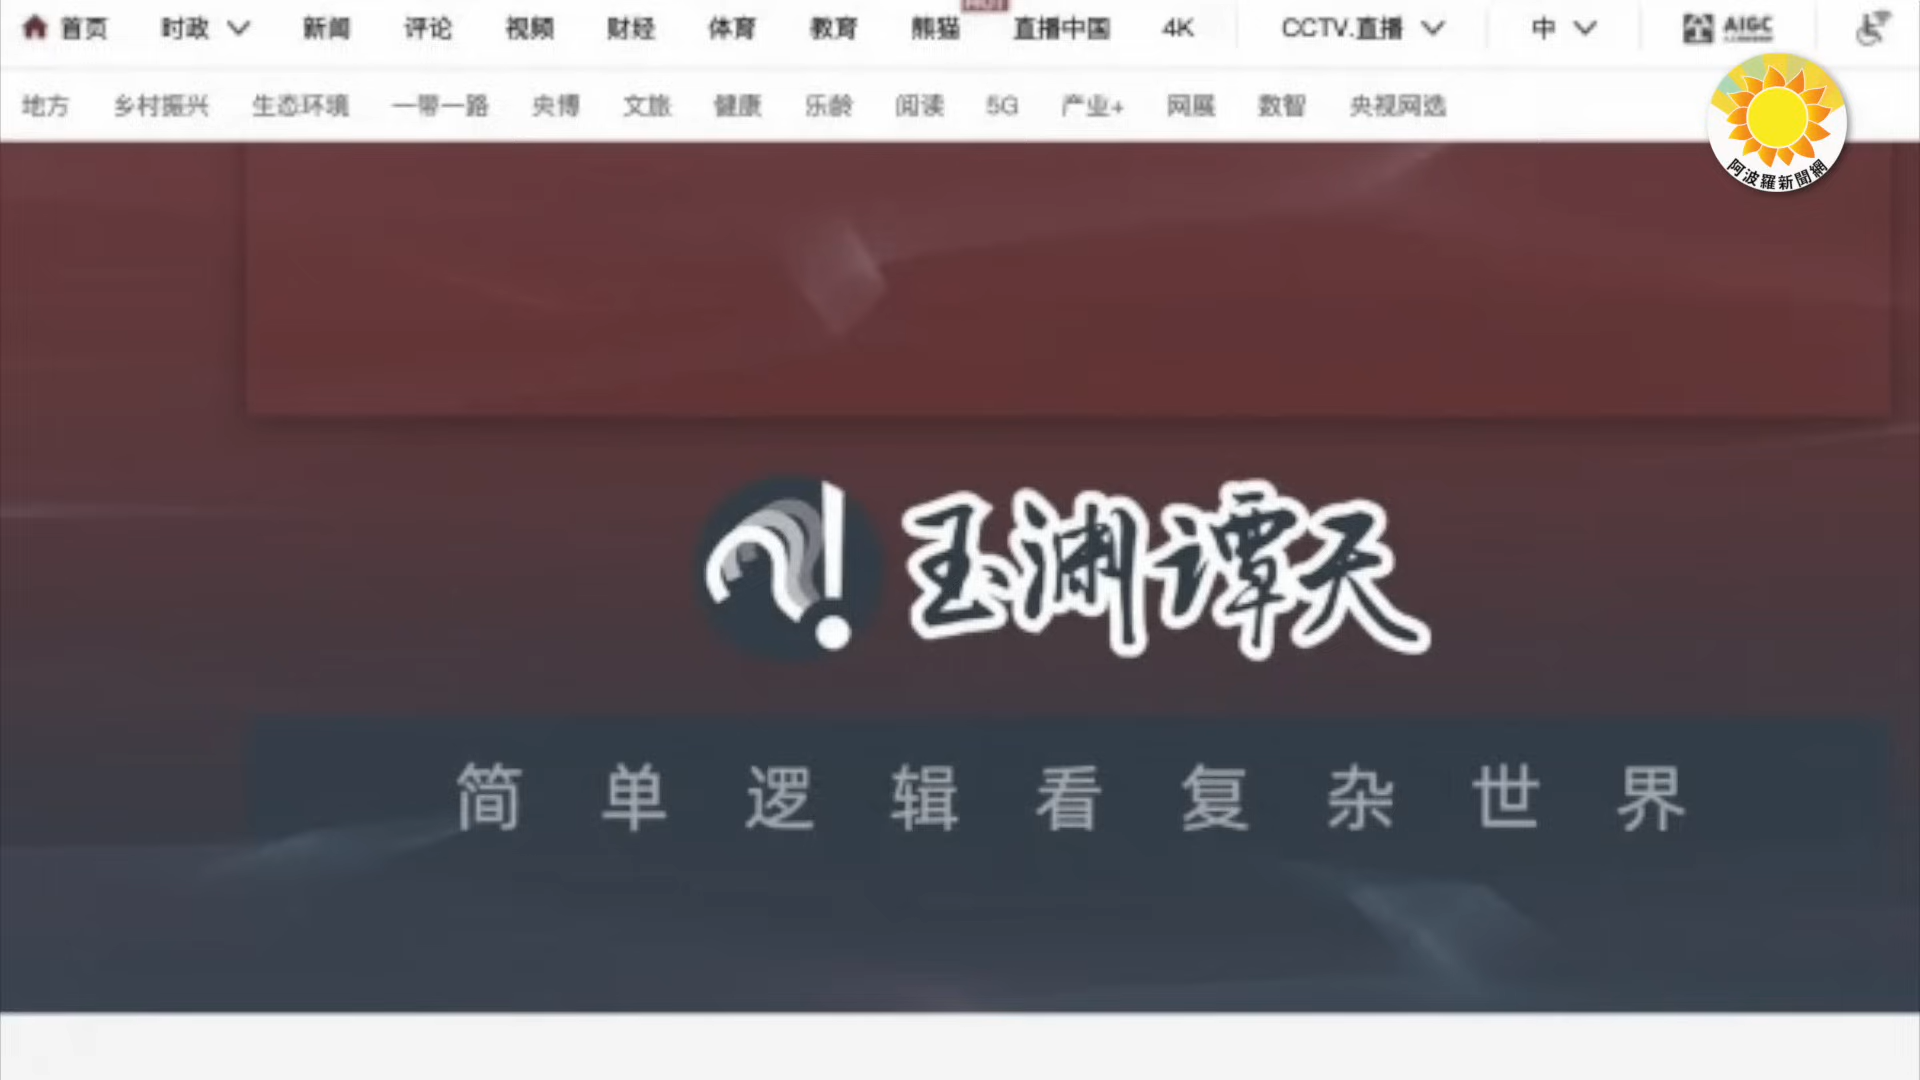 HOT
首页 时政 新闻 评论 视频 财经 体育 教育 熊猫 直播中国 4K CCTV.直播 中 AIGC
地方 乡村振兴 生态环境 一带一路 央博 文旅 健康 乐龄 阅读 5G 产业+ 网展 数智 央视网选
阿波羅新聞網
玉渊谭天
简单逻辑看复杂世界